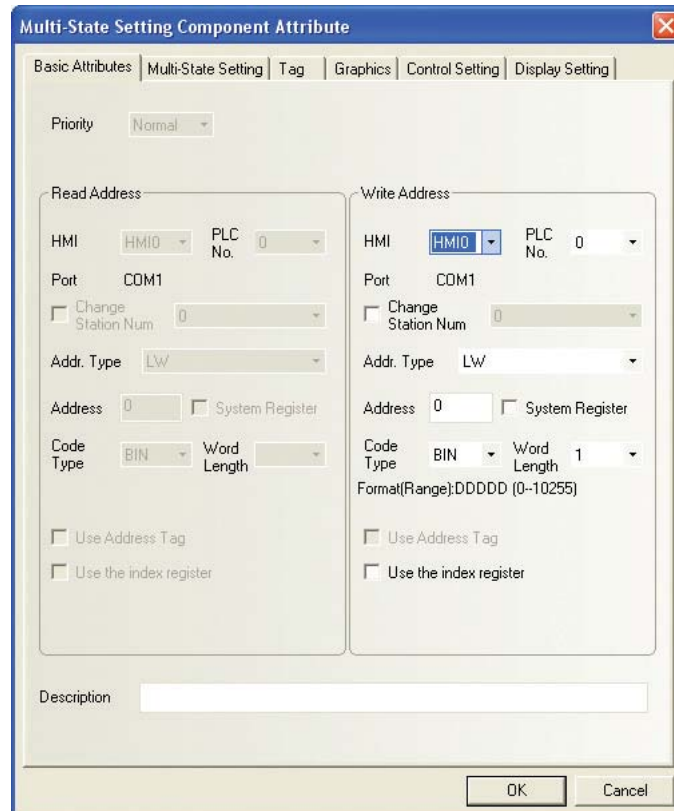 Multi-State Setting Component Attribute
Basic Attributes Multi-State Setting Tag Graphics Control Setting Display Setting
Priority Normal
Read Address
HMI HMI0 PLC No. 0
Port COM1
Change Station Num 0
Addr. Type LW
Address 0 System Register
Code Type BIN Word Length
Use Address Tag
Use the index register
Write Address
HMI HMI0 PLC No. 0
Port COM1
Change Station Num 0
Addr. Type LW
Address 0 System Register
Code Type BIN Word Length 1
Format(Range):DDDDD (0--10255)
Use Address Tag
Use the index register
Description
OK Cancel